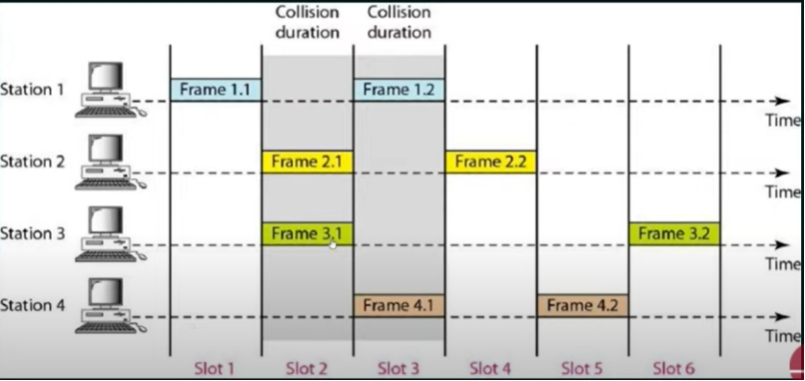 Collision duration
Collision duration
Station 1
Frame 1.1
Frame 1.2
Time
Station 2
Frame 2.1
Frame 2.2
Time
Station 3
Frame 3.1
Frame 3.2
Time
Station 4
Frame 4.1
Frame 4.2
Time
Slot 1
Slot 2
Slot 3
Slot 4
Slot 5
Slot 6